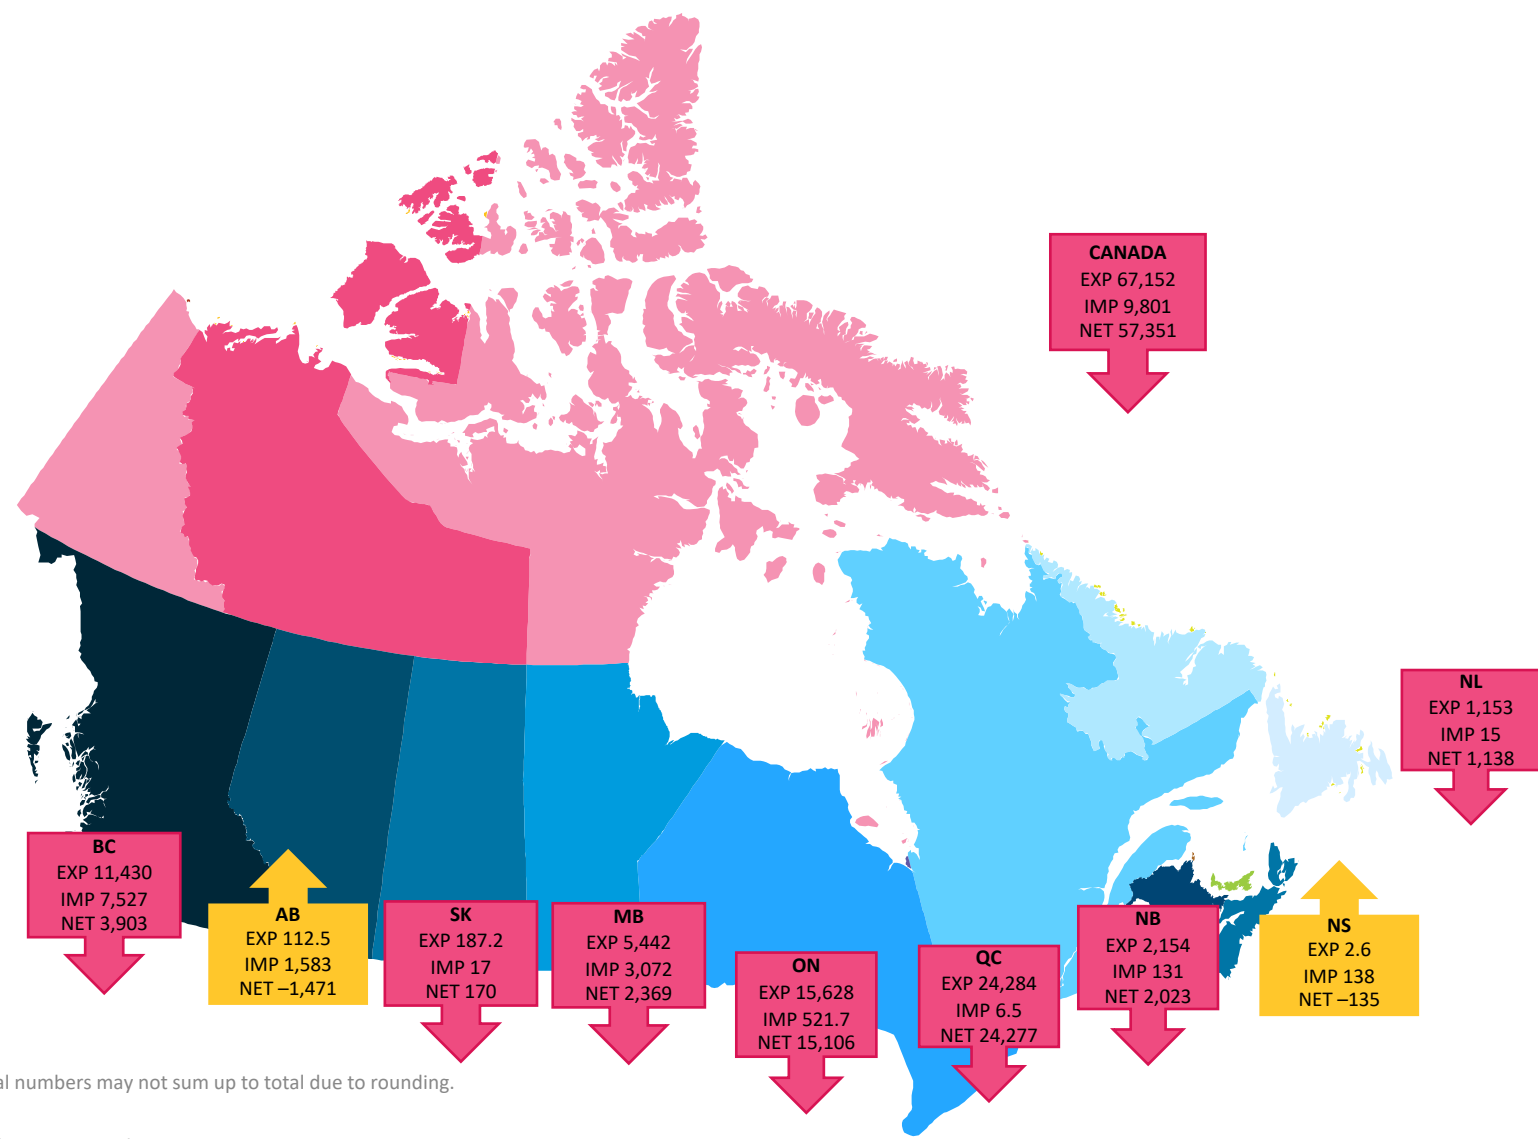 CANADA
EXP 67,152
IMP 9,801
NET 57,351
NL
EXP 1,153
IMP 15
NET 1,138
BC
EXP 11,430
IMP 7,527
NET 3,903
AB
EXP 112.5
IMP 1,583
NET –1,471
SK
EXP 187.2
IMP 17
NET 170
MB
EXP 5,442
IMP 3,072
NET 2,369
ON
EXP 15,628
IMP 521.7
NET 15,106
QC
EXP 24,284
IMP 6.5
NET 24,277
NB
EXP 2,154
IMP 131
NET 2,023
NS
EXP 2.6
IMP 138
NET –135
numbers may not sum up to total due to rounding.